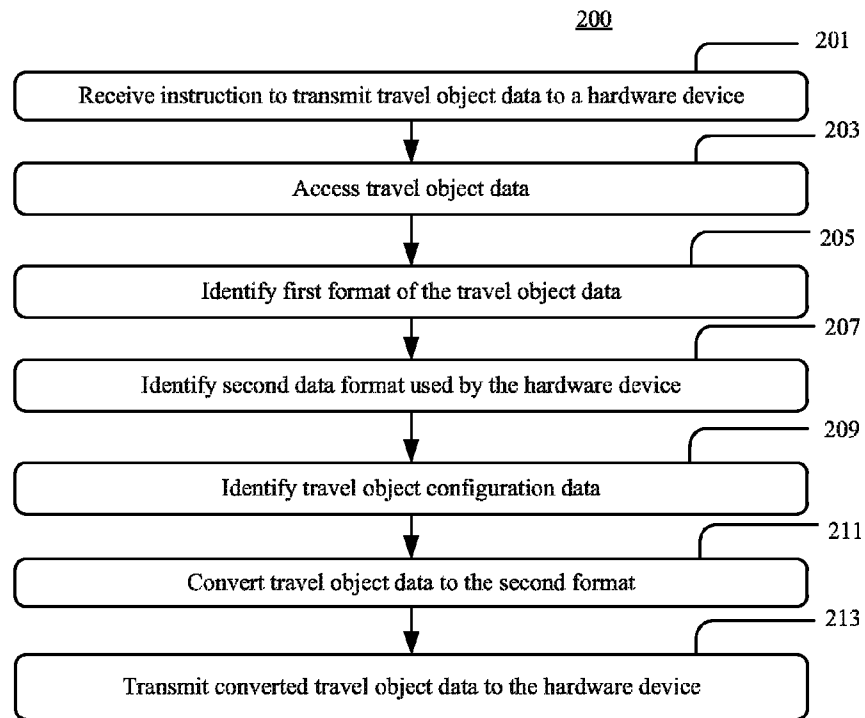 200
201
Receive instruction to transmit travel object data to a hardware device
203
Access travel object data
205
Identify first format of the travel object data
207
Identify second data format used by the hardware device
209
Identify travel object configuration data
211
Convert travel object data to the second format
213
Transmit converted travel object data to the hardware device